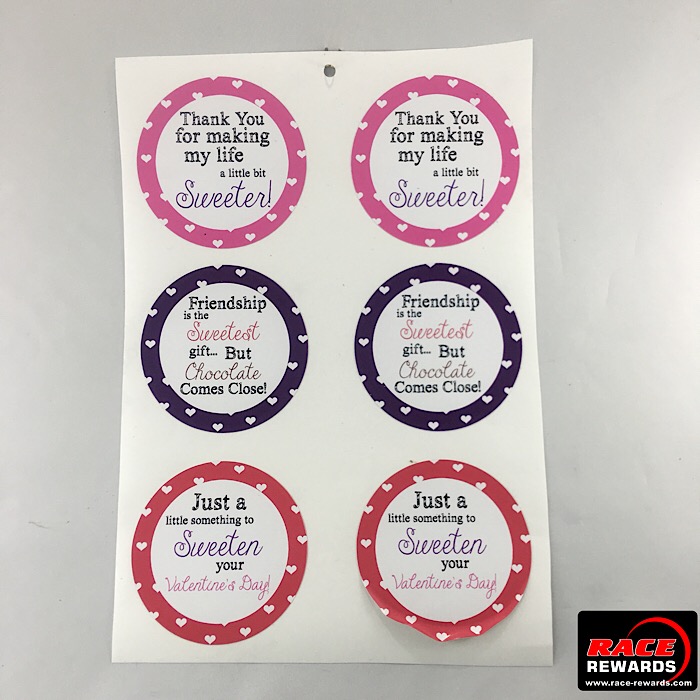 Thank You
for making
my life
a little bit
Sweeter!
Thank You
for making
my life
a little bit
Sweeter!
Friendship
is the
Sweetest
gift... But
Chocolate
Comes Close!
Friendship
is the
Sweetest
gift... But
Chocolate
Comes Close!
Just a
little something to
Sweeten
your
Valentine's Day!
Just a
little something to
Sweeten
your
Valentine's Day!
RACE
REWARDS
www.race-rewards.com